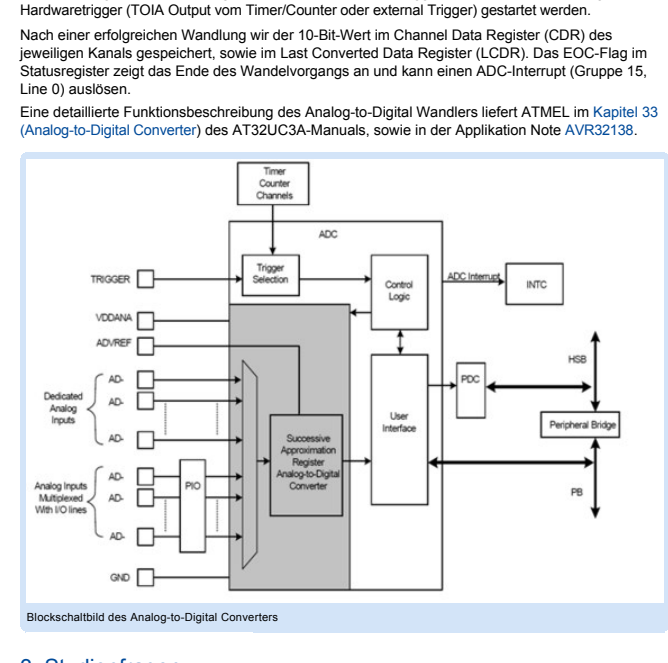 Hardwaretrigger (TOIA Output vom Timer/Counter oder external Trigger) gestartet werden.
Nach einer erfolgreichen Wandlung wir der 10-Bit-Wert im Channel Data Register (CDR) des
jeweiligen Kanals gespeichert, sowie im Last Converted Data Register (LCDR). Das EOC-Flag im
Statusregister zeigt das Ende des Wandelvorgangs an und kann einen ADC-Interrupt (Gruppe 15,
Line 0) auslösen.
Eine detaillierte Funktionsbeschreibung des Analog-to-Digital Wandlers liefert ATMEL im Kapitel 33
(Analog-to-Digital Converter) des AT32UC3A-Manuals, sowie in der Applikation Note AVR32138.
Timer
Counter
Channels
ADC
TRIGGER
Trigger
Selection
Control
Logic
ADC Interrupt
INTC
VDDANA
ADVREF
Dedicated
Analog
Inputs
AD-
AD-
AD-
Analog Inputs
Multiplexed
With I/O lines
AD-
AD-
AD-
PIO
Successive
Approximation
Register
Analog-to-Digital
Converter
User
Interface
PDC
HSB
Peripheral Bridge
PB
GND
Blockschaltbild des Analog-to-Digital Converters